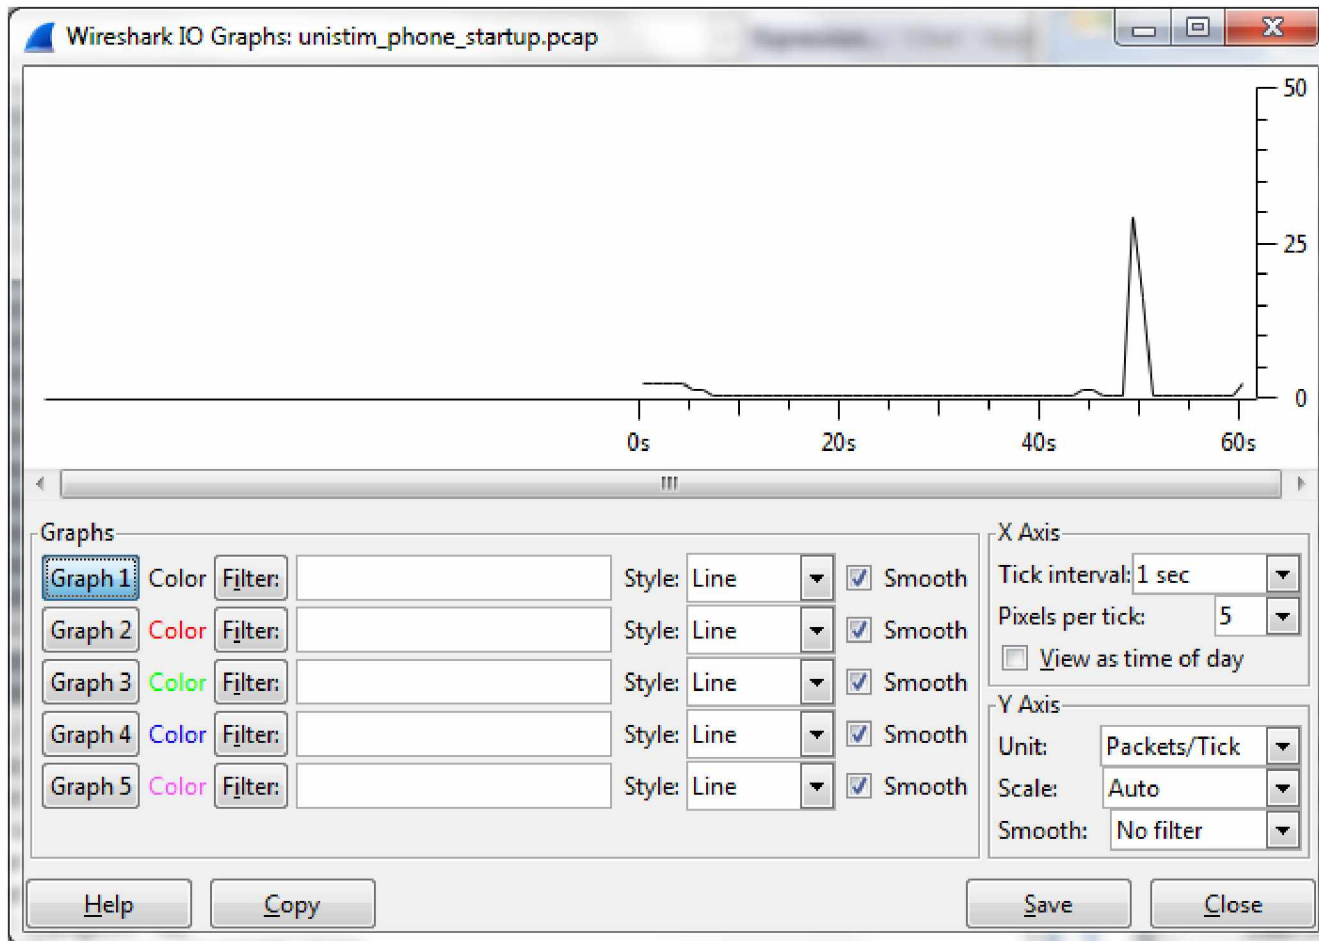 Wireshark IO Graphs: unistim_phone_startup.pcap
50
25
0
0s 20s 40s 60s
Graphs
Graph 1 Color Filter: Style: Line Smooth
Graph 2 Color Filter: Style: Line Smooth
Graph 3 Color Filter: Style: Line Smooth
Graph 4 Color Filter: Style: Line Smooth
Graph 5 Color Filter: Style: Line Smooth
X Axis
Tick interval: 1 sec
Pixels per tick: 5
View as time of day
Y Axis
Unit: Packets/Tick
Scale: Auto
Smooth: No filter
Help Copy Save Close